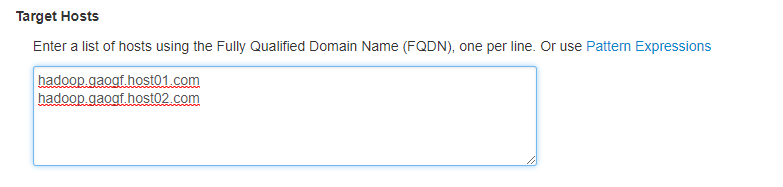 Target Hosts
Enter a list of hosts using the Fully Qualified Domain Name (FQDN), one per line. Or use Pattern Expressions
hadoop.gaogf.host01.com
hadoop.gaogf.host02.com